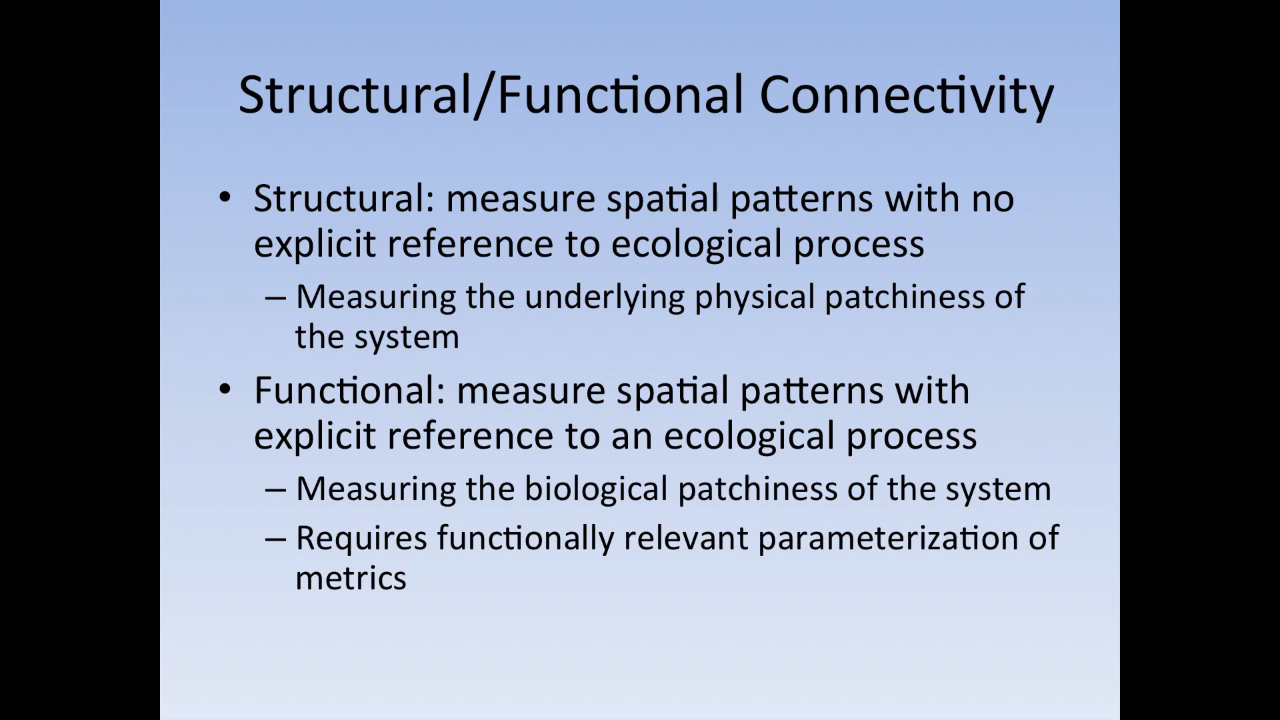 Structural/Functional Connectivity
• Structural: measure spatial patterns with no
explicit reference to ecological process
– Measuring the underlying physical patchiness of
the system
• Functional: measure spatial patterns with
explicit reference to an ecological process
– Measuring the biological patchiness of the system
– Requires functionally relevant parameterization of
metrics